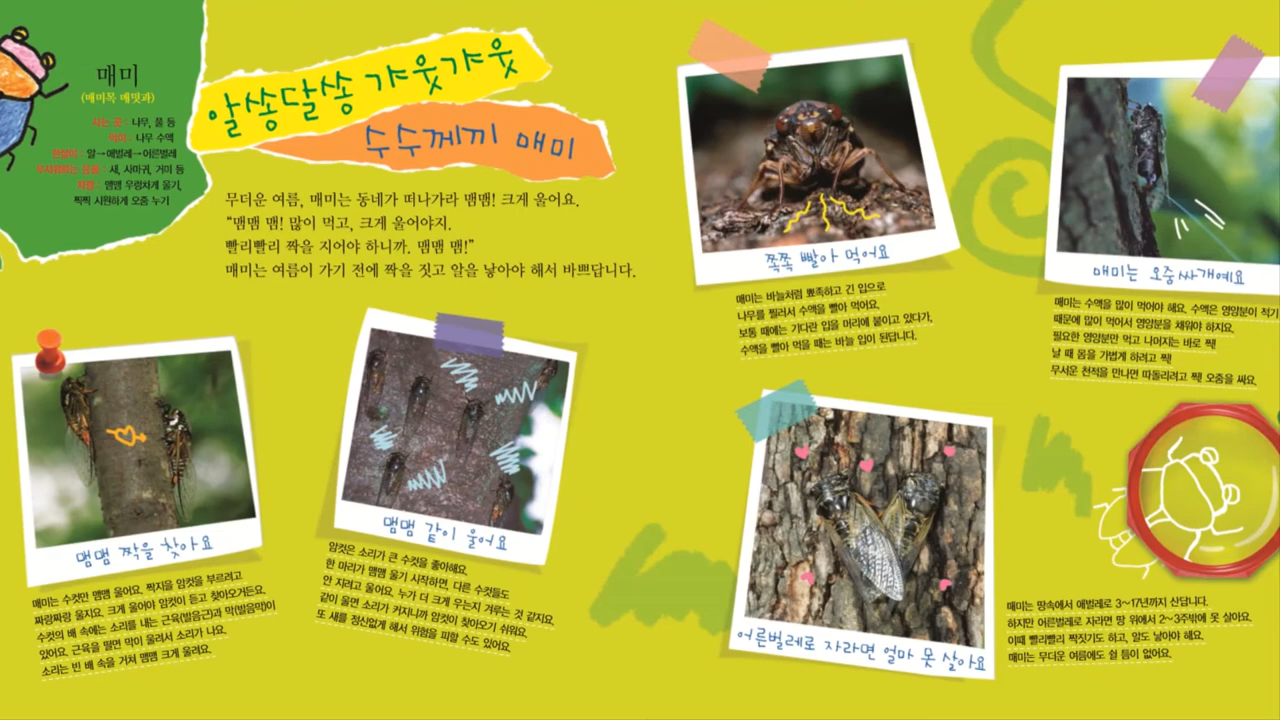 매미
(매미목 매밋과)
사는 곳 : 나무, 풀 등
먹이 : 나무 수액
한살이 : 알→애벌레→어른벌레
무서워하는 동물 : 새, 사마귀, 거미 등
자랑 : 맴맴 우렁차게 울기,
찍찍 시원하게 오줌 누기
알쏭달쏭 갸웃갸웃
수수께끼 매미
무더운 여름, 매미는 동네가 떠나가라 맴맴! 크게 울어요.
“맴맴 맴! 많이 먹고, 크게 울어야지.
빨리빨리 짝을 지어야 하니까. 맴맴 맴!”
매미는 여름이 가기 전에 짝을 짓고 알을 낳아야 해서 바쁘답니다.
맴맴 짝을 찾아요
매미는 수컷만 맴맴 울어요. 짝지을 암컷을 부르려고
짜랑짜랑 울지요. 크게 울어야 암컷이 듣고 찾아오거든요.
수컷의 배 속에는 소리를 내는 근육(발음근)과 막(발음막)이
있어요. 근육을 떨면 막이 울려서 소리가 나요.
소리는 빈 배 속을 거쳐 맴맴 크게 울려요.
맴맴 같이 울어요
암컷은 소리가 큰 수컷을 좋아해요.
한 마리가 맴맴 울기 시작하면, 다른 수컷들도
안 지려고 울어요. 누가 더 크게 우는지 겨루는 것 같지요.
같이 울면 소리가 커지니까 암컷이 찾아오기 쉬워요.
또 새를 정신없게 해서 위험을 피할 수도 있어요.
쪽쪽 빨아 먹어요
매미는 바늘처럼 뾰족하고 긴 입으로
나무를 찔러서 수액을 빨아 먹어요.
보통 때에는 기다란 입을 머리에 붙이고 있다가,
수액을 빨아 먹을 때는 바늘 입이 된답니다.
매미는 오줌싸개예요
매미는 수액을 많이 먹어야 해요. 수액은 영양분이 적기
때문에 많이 먹어서 영양분을 채워야 하지요.
필요한 영양분만 먹고 나머지는 바로 찍!
날 때 몸을 가볍게 하려고 찍!
무서운 천적을 만나면 따돌리려고 찍! 오줌을 싸요.
어른벌레로 자라면 얼마 못 살아요
매미는 땅속에서 애벌레로 3~17년까지 산답니다.
하지만 어른벌레로 자라면 땅 위에서 2~3주밖에 못 살아요.
이때 빨리빨리 짝짓기도 하고, 알도 낳아야 해요.
매미는 무더운 여름에도 쉴 틈이 없어요.